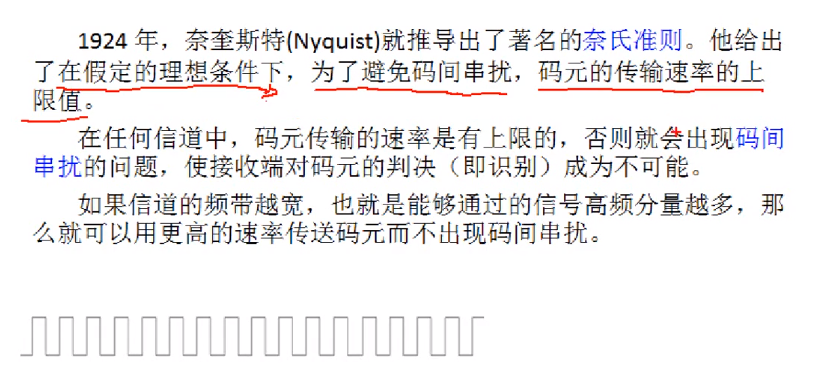 1924 年，奈奎斯特(Nyquist)就推导出了著名的奈氏准则。他给出
了在假定的理想条件下，为了避免码间串扰，码元的传输速率的上
限值。
在任何信道中，码元传输的速率是有上限的，否则就会出现码间
串扰的问题，使接收端对码元的判决（即识别）成为不可能。
如果信道的频带越宽，也就是能够通过的信号高频分量越多，那
么就可以用更高的速率传送码元而不出现码间串扰。